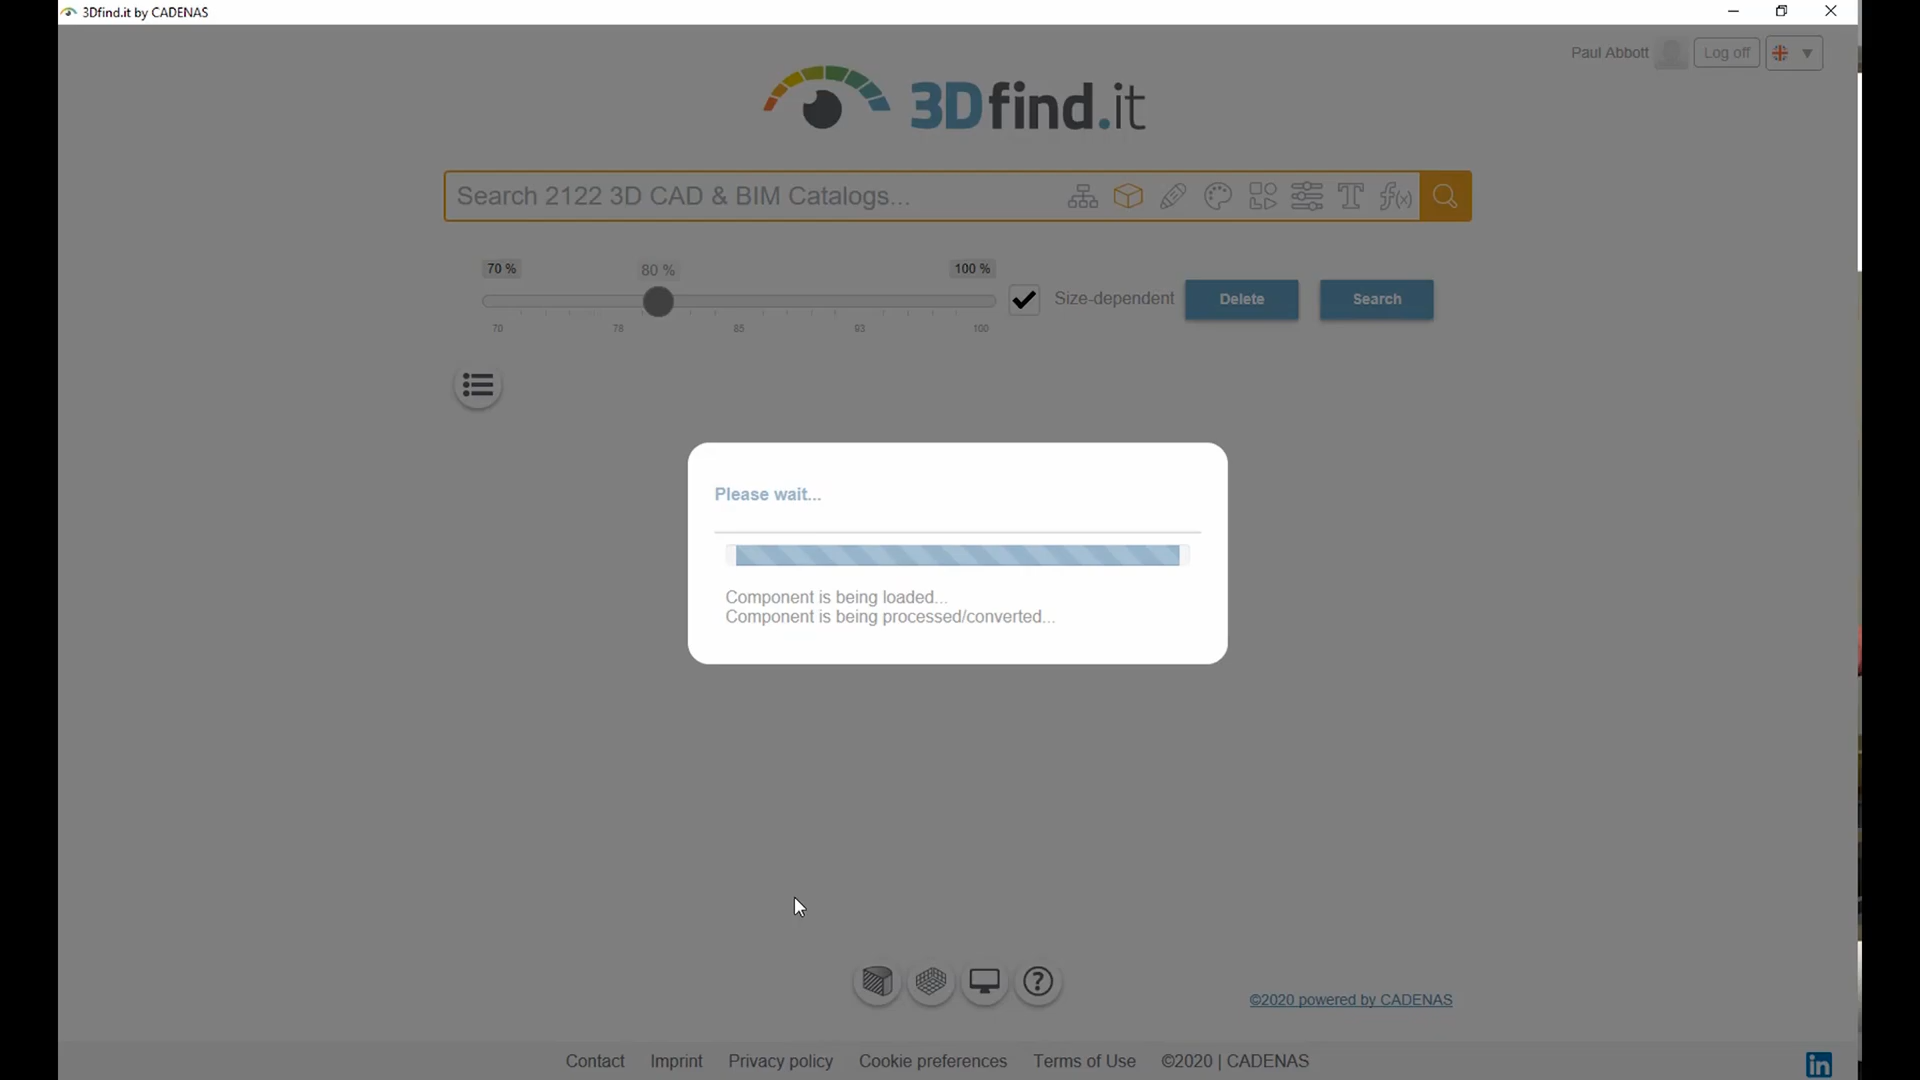 3Dfind.it by CADENAS
Paul Abbott
Log off
3Dfind.it
Search 2122 3D CAD & BIM Catalogs...
70 %
80 %
100 %
Size-dependent
Delete
Search
70
78
85
93
100
Please wait...
Component is being loaded...
Component is being processed/converted...
©2020 powered by CADENAS
Contact
Imprint
Privacy policy
Cookie preferences
Terms of Use
©2020 | CADENAS